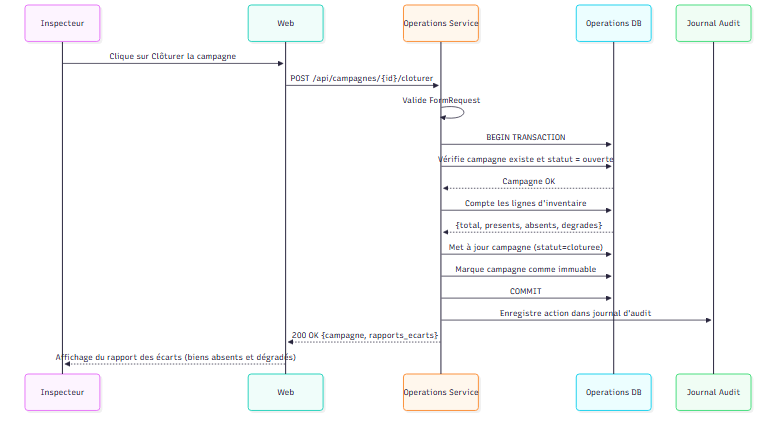 Inspecteur
Web
Operations Service
Operations DB
Journal Audit
Clique sur Clôturer la campagne
POST /api/campagnes/{id}/cloturer
Valide FormRequest
BEGIN TRANSACTION
Vérifie campagne existe et statut = ouverte
Campagne OK
Compte les lignes d'inventaire
{total, presents, absents, degrades}
Met à jour campagne (statut=cloturee)
Marque campagne comme immuable
COMMIT
Enregistre action dans journal d'audit
200 OK {campagne, rapports_ecarts}
Affichage du rapport des écarts (biens absents et dégradés)
Inspecteur
Web
Operations Service
Operations DB
Journal Audit